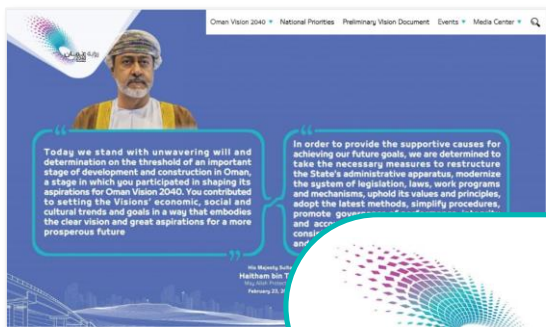 Oman Vision 2040
National Priorities
Preliminary Vision Document
Events
Media Center
Today we stand with unwavering will and
determination on the threshold of an important
stage of development and construction in Oman,
a stage in which you participated in shaping its
aspirations for Oman Vision 2040. You contributed
to setting the Visions' economic, social and
cultural trends and goals in a way that embodies
the clear vision and great aspirations for a more
prosperous future
In order to provide the supportive causes for
achieving our future goals, we are determined to
take the necessary measures to restructure
the State's administrative apparatus, modernize
the system of legislation, laws, work programs
and mechanisms, uphold its values and principles,
adopt the latest methods, simplify procedures,
promote
and
and
His Majesty
Haitham bin
May Allah
February 23,